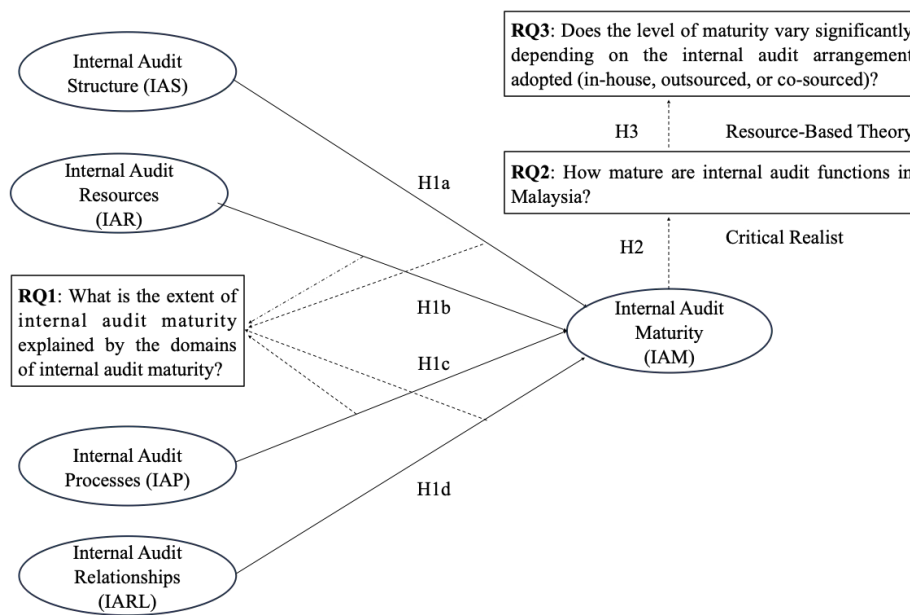 Internal Audit
Structure (IAS)
RQ3: Does the level of maturity vary significantly
depending on the internal audit arrangement
adopted (in-house, outsourced, or co-sourced)?
H3
Resource-Based Theory
Internal Audit
Resources
(IAR)
H1a
RQ2: How mature are internal audit functions in
Malaysia?
H2
Critical Realist
RQ1: What is the extent of
internal audit maturity
explained by the domains
of internal audit maturity?
H1b
H1c
Internal Audit
Maturity
(IAM)
Internal Audit
Processes (IAP)
H1d
Internal Audit
Relationships
(IARL)